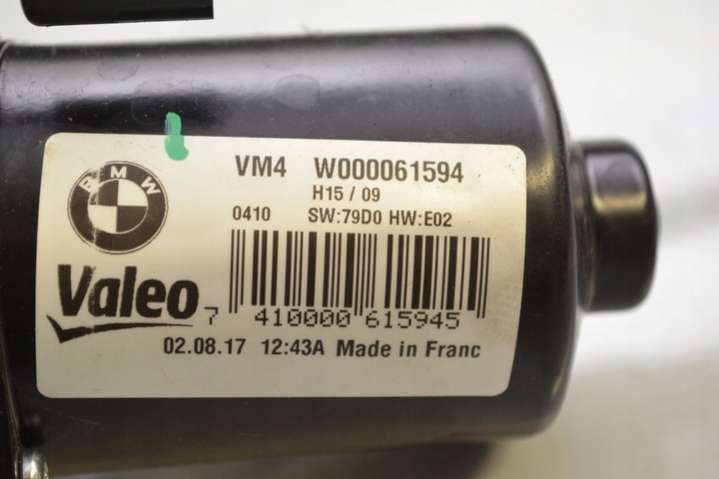 BMW
VM4 W000061594
H15 / 09
0410 SW:79D0 HW:E02
Valeo
7 410000 615945
02.08.17 12:43A Made in Franc